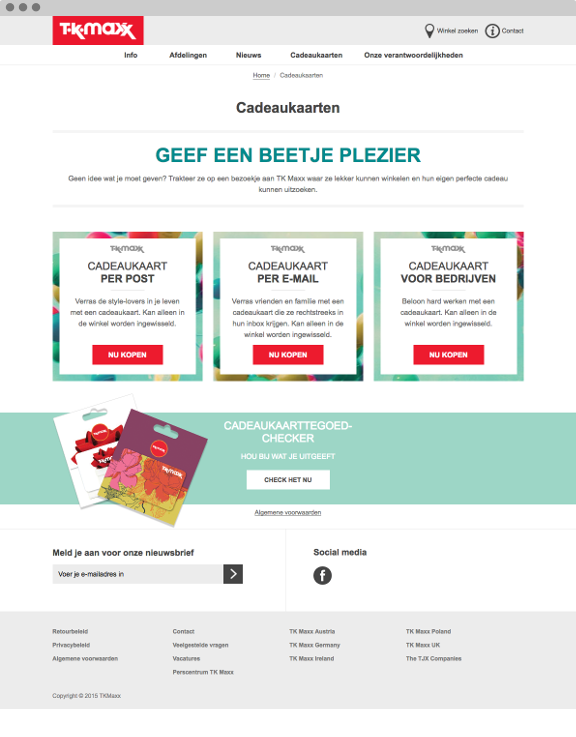 T·K·maxx
Winkel zoeken
Contact
Info
Afdelingen
Nieuws
Cadeaukaarten
Onze verantwoordelijkheden
Home / Cadeaukaarten
Cadeaukaarten
GEEF EEN BEETJE PLEZIER
Geen idee wat je moet geven? Trakteer ze op een bezoekje aan TK Maxx waar ze lekker kunnen winkelen en hun eigen perfecte cadeau
kunnen uitzoeken.
T·K·maxx
CADEAUKAART
PER POST
Verras de style-lovers in je leven
met een cadeaukaart. Kan alleen in
de winkel worden ingewisseld.
NU KOPEN
T·K·maxx
CADEAUKAART
PER E-MAIL
Verras vrienden en familie met een
cadeaukaart die ze rechtstreeks in
hun inbox krijgen. Kan alleen in de
winkel worden ingewisseld.
NU KOPEN
T·K·maxx
CADEAUKAART
VOOR BEDRIJVEN
Beloon hard werken met een
cadeaukaart. Kan alleen in de
winkel worden ingewisseld.
NU KOPEN
T·K·maxx
CADEAUKAARTTEGOED-
CHECKER
HOU BIJ WAT JE UITGEEFT
CHECK HET NU
Algemene voorwaarden
Meld je aan voor onze nieuwsbrief
Voer je e-mailadres in
Social media
Retourbeleid
Privacybeleid
Algemene voorwaarden
Contact
Veelgestelde vragen
Vacatures
Perscentrum TK Maxx
TK Maxx Austria
TK Maxx Germany
TK Maxx Ireland
TK Maxx Poland
TK Maxx UK
The TJX Companies
Copyright © 2015 TKMaxx